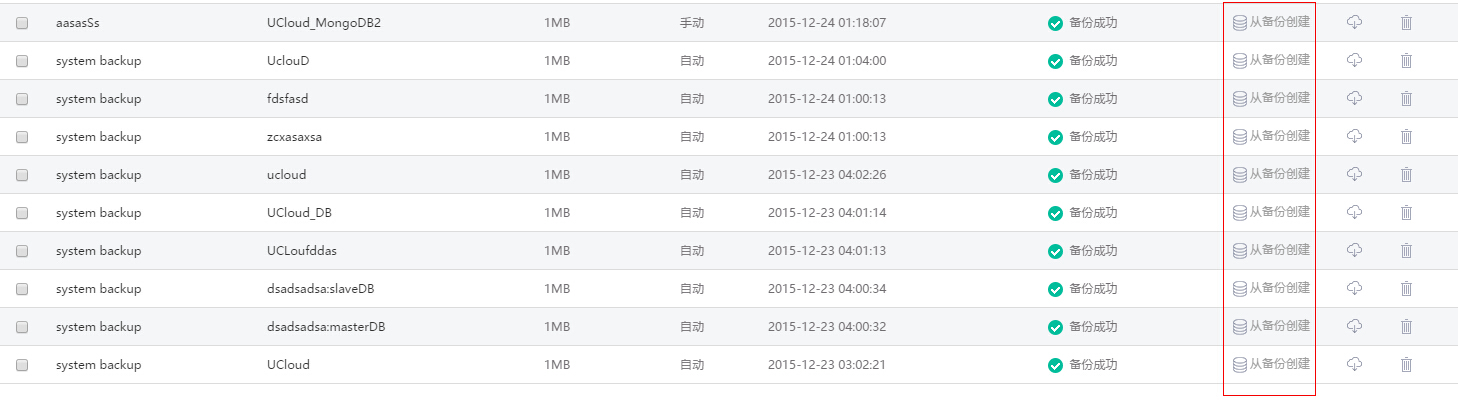 aasasSs UCloud_MongoDB2 1MB 手动 2015-12-24 01:18:07 备份成功 从备份创建
system backup UclouD 1MB 自动 2015-12-24 01:04:00 备份成功 从备份创建
system backup fdsfasd 1MB 自动 2015-12-24 01:00:13 备份成功 从备份创建
system backup zcxasaxsa 1MB 自动 2015-12-24 01:00:13 备份成功 从备份创建
system backup ucloud 1MB 自动 2015-12-23 04:02:26 备份成功 从备份创建
system backup UCloud_DB 1MB 自动 2015-12-23 04:01:14 备份成功 从备份创建
system backup UCLoufddas 1MB 自动 2015-12-23 04:01:13 备份成功 从备份创建
system backup dsadsadsa:slaveDB 1MB 自动 2015-12-23 04:00:34 备份成功 从备份创建
system backup dsadsadsa:masterDB 1MB 自动 2015-12-23 04:00:32 备份成功 从备份创建
system backup UCloud 1MB 自动 2015-12-23 03:02:21 备份成功 从备份创建